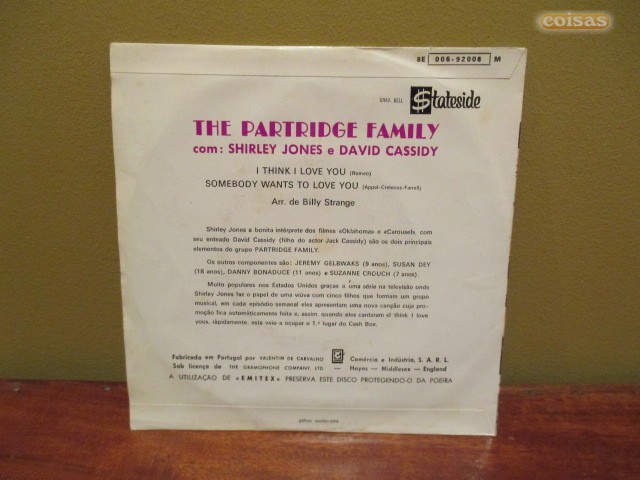 coisas
8E 006-92006 M
GRAV. BELL $tateside
THE PARTRIDGE FAMILY
com: SHIRLEY JONES e DAVID CASSIDY
I THINK I LOVE YOU (Romeo)
SOMEBODY WANTS TO LOVE YOU (Appel-Cretecos-Farrell)
Arr. de Billy Strange
Shirley Jones a bonita intérprete dos filmes «Oklahoma» e «Carousel», com
seu enteado David Cassidy (filho do actor Jack Cassidy) são os dois principais
elementos do grupo PARTRIDGE FAMILY.
Os outros componentes são: JEREMY GELBWAKS (9 anos), SUSAN DEY
(18 anos), DANNY BONADUCE (11 anos) e SUZANNE CROUCH (7 anos).
Muito populares nos Estados Unidos graças a uma série na televisão onde
Shirley Jones faz o papel de uma viúva com cinco filhos que formam um grupo
musical, em cada episódio semanal eles apresentam uma nova canção cuja pro-
moção fica automáticamente feita e, assim, quando eles cantaram «I think I love
you», rápidamente, esta veio a ocupar o 1.º lugar do Cash Box.
Fabricado em Portugal por VALENTIM DE CARVALHO Comércio e Indústria, S. A. R. L.
Sob licença de THE GRAMOPHONE COMPANY, LTD. — Hayes — Middlesex — England
A UTILIZAÇÃO DE «EMITEX» PRESERVA ESTE DISCO PROTEGENDO-O DA POEIRA